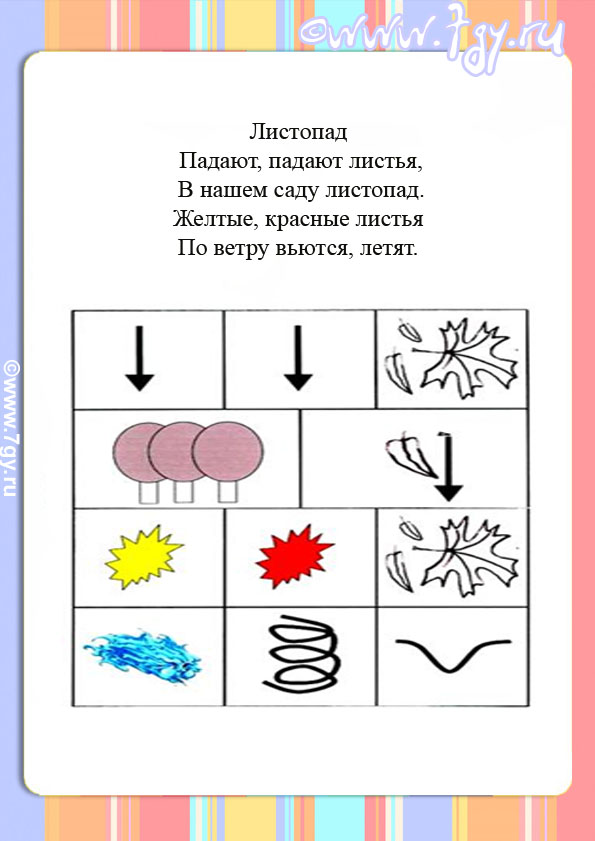 ©www.7gy.ru
Листопад
Падают, падают листья,
В нашем саду листопад.
Желтые, красные листья
По ветру вьются, летят.
©www.7gy.ru